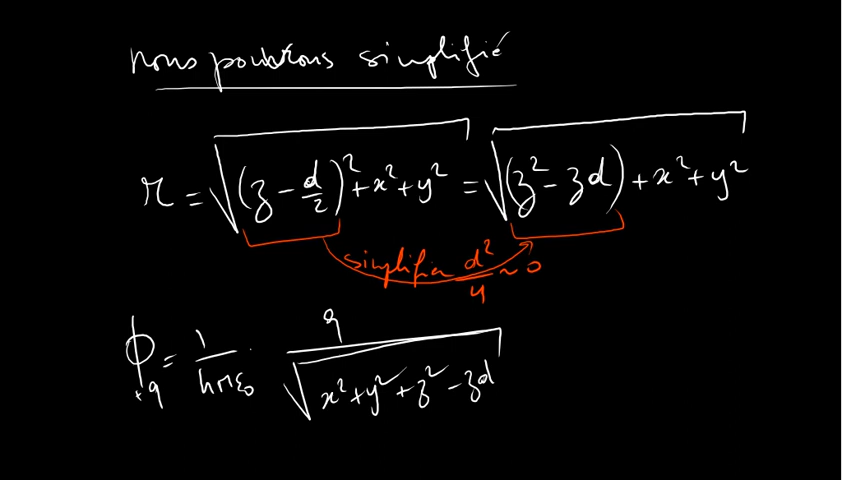 nous pouvons simplifié
r = √((z - d/2)² + x² + y²) = √((z² - zd) + x² + y²)
simplifier d²/4 ~ 0
ϕ+q = 1/4πε₀ · q/√(x² + y² + z² - zd)